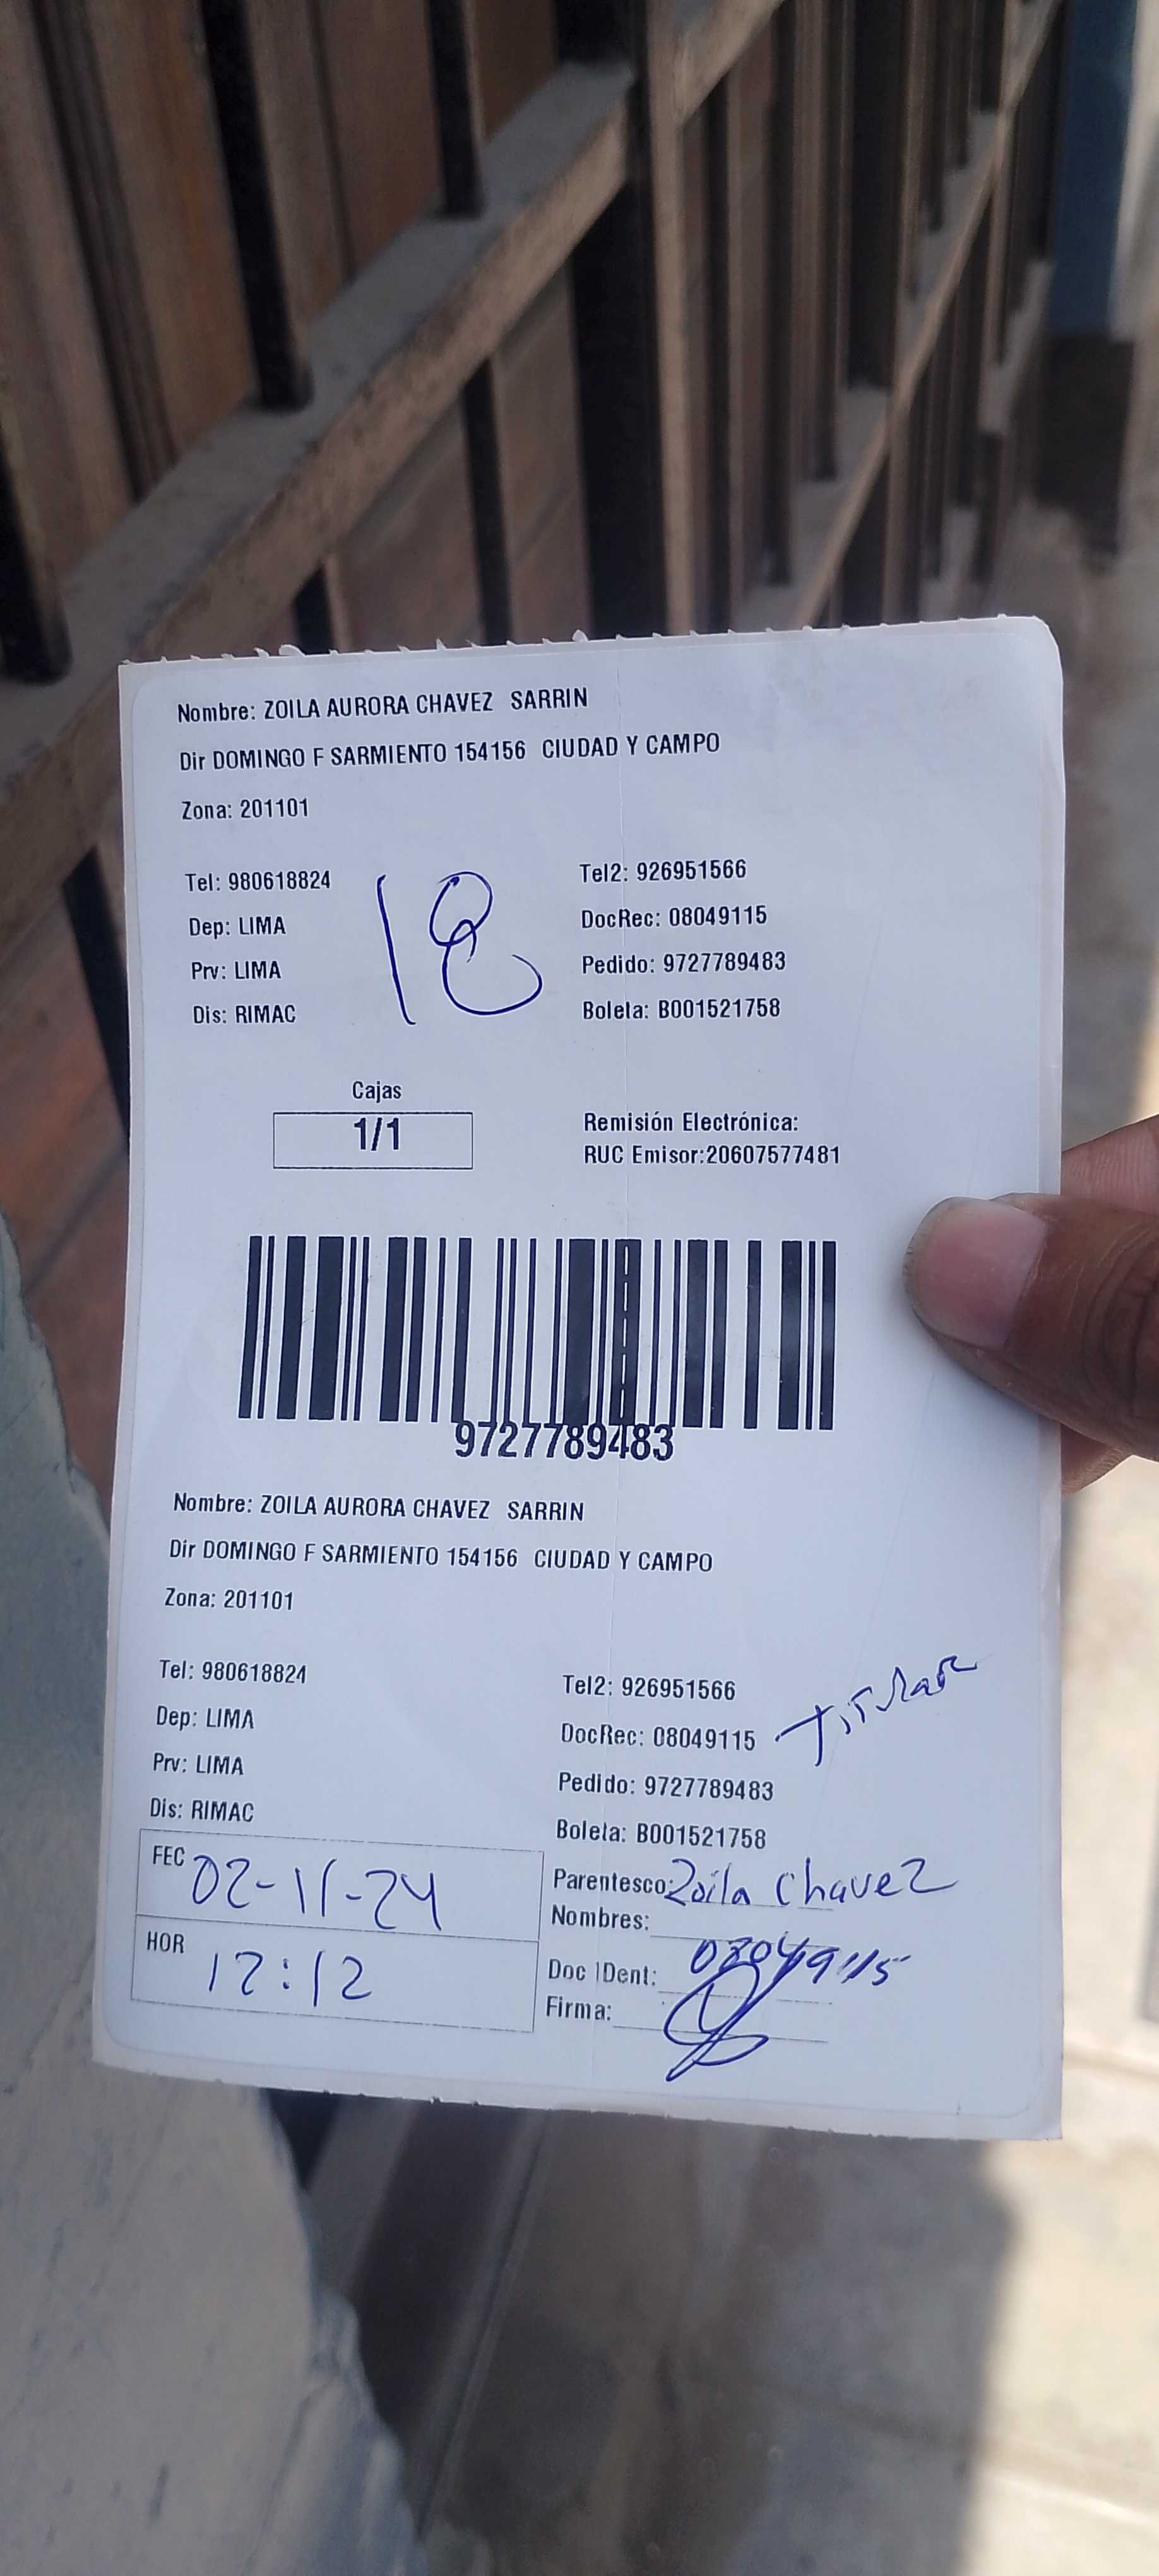 Nombre: ZOILA AURORA CHAVEZ SARRIN
Dir DOMINGO F SARMIENTO 154156 CIUDAD Y CAMPO
Zona: 201101
Tel: 980618824 Tel2: 926951566
Dep: LIMA DocRec: 08049115
Prv: LIMA Pedido: 9727789483
Dis: RIMAC Boleta: B001521758
18
Cajas
1/1
Remisión Electrónica:
RUC Emisor:20607577481
9727789483
Nombre: ZOILA AURORA CHAVEZ SARRIN
Dir DOMINGO F SARMIENTO 154156 CIUDAD Y CAMPO
Zona: 201101
Tel: 980618824 Tel2: 926951566
Dep: LIMA DocRec: 08049115 Titular
Prv: LIMA Pedido: 9727789483
Dis: RIMAC Boleta: B001521758
FEC 02-11-24
HOR 12:12
Parentesco: Zoila Chavez
Nombres:
Doc IDent: 08049115
Firma: